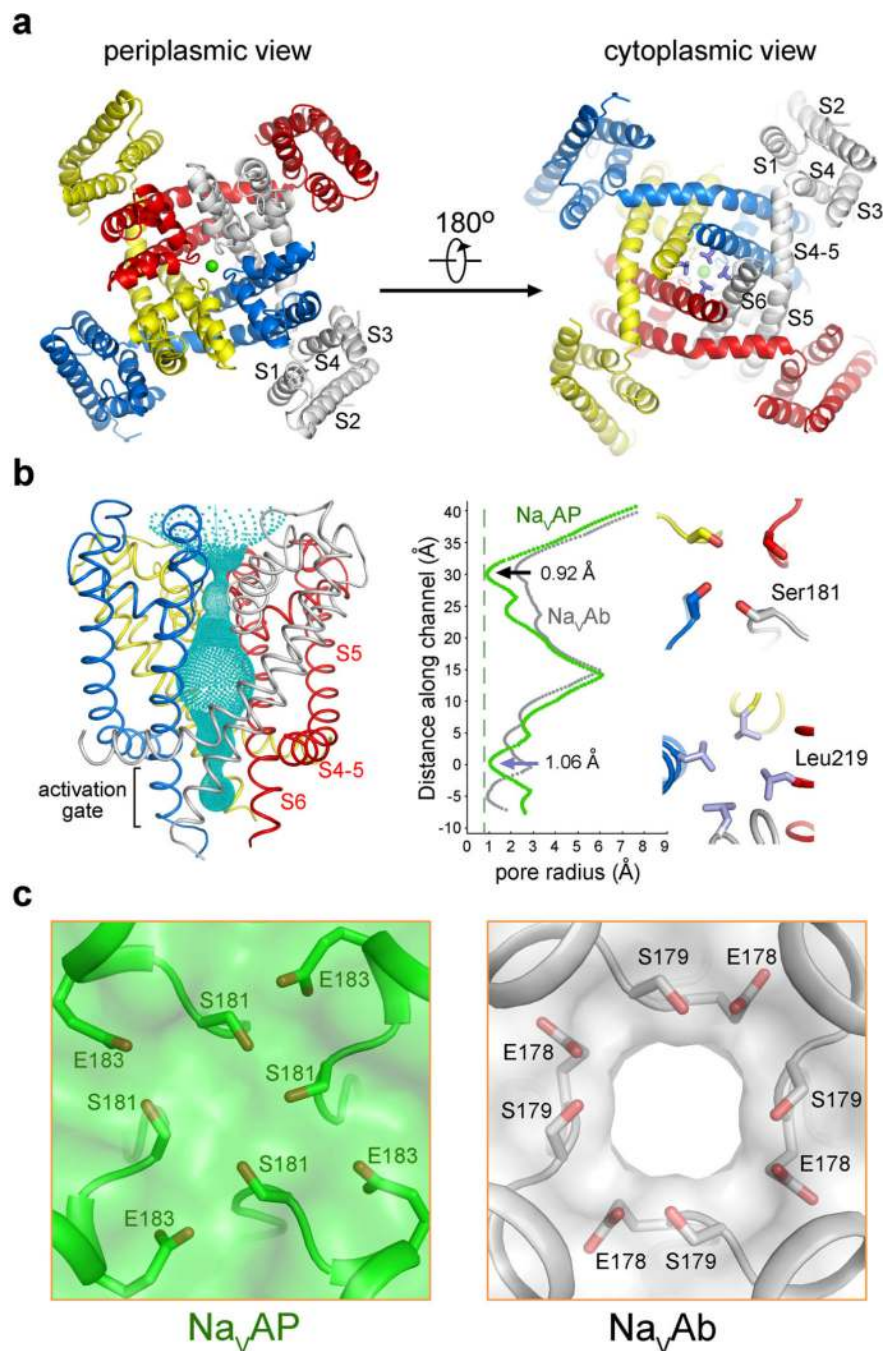 a
periplasmic view
cytoplasmic view
S2
S1
S4
S3
180º
S4-5
S6
S5
S3
S4
S1
S2
b
NaVAP
0.92 Å
NaVAb
Ser181
1.06 Å
Leu219
S5
S4-5
S6
activation
gate
Distance along channel (Å)
40
35
30
25
20
15
10
5
0
-5
-10
0 1 2 3 4 5 6 7 8 9
pore radius (Å)
c
E183
S181
E183
S181
S181
S181
E183
E183
NaVAP
S179
E178
E178
S179
S179
E178
E178
S179
NaVAb